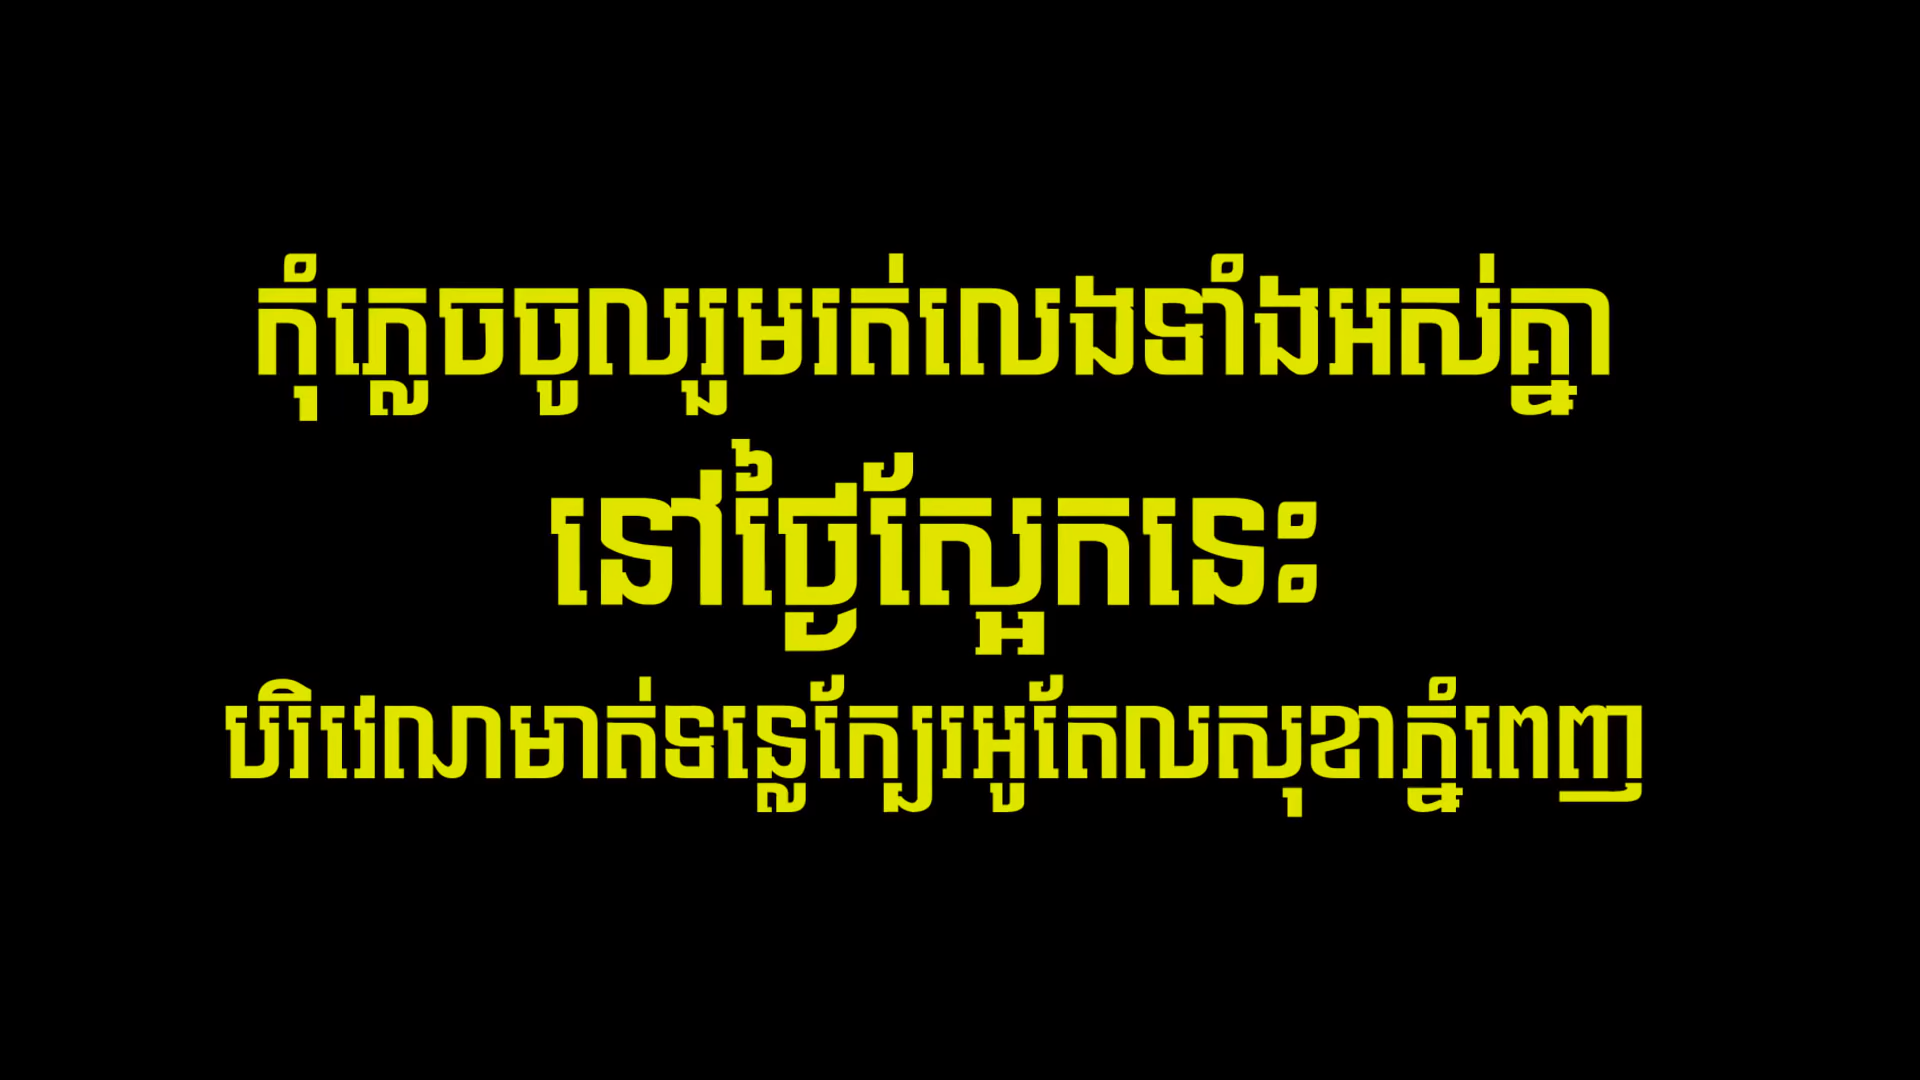 កុំភ្លេចចូលរួមរត់លេងទាំងអស់គ្នា
នៅថ្ងៃស្អែកនេះ
បរិវេណមាត់ទន្លេក្បែរអូតែលសុខាភ្នំពេញ